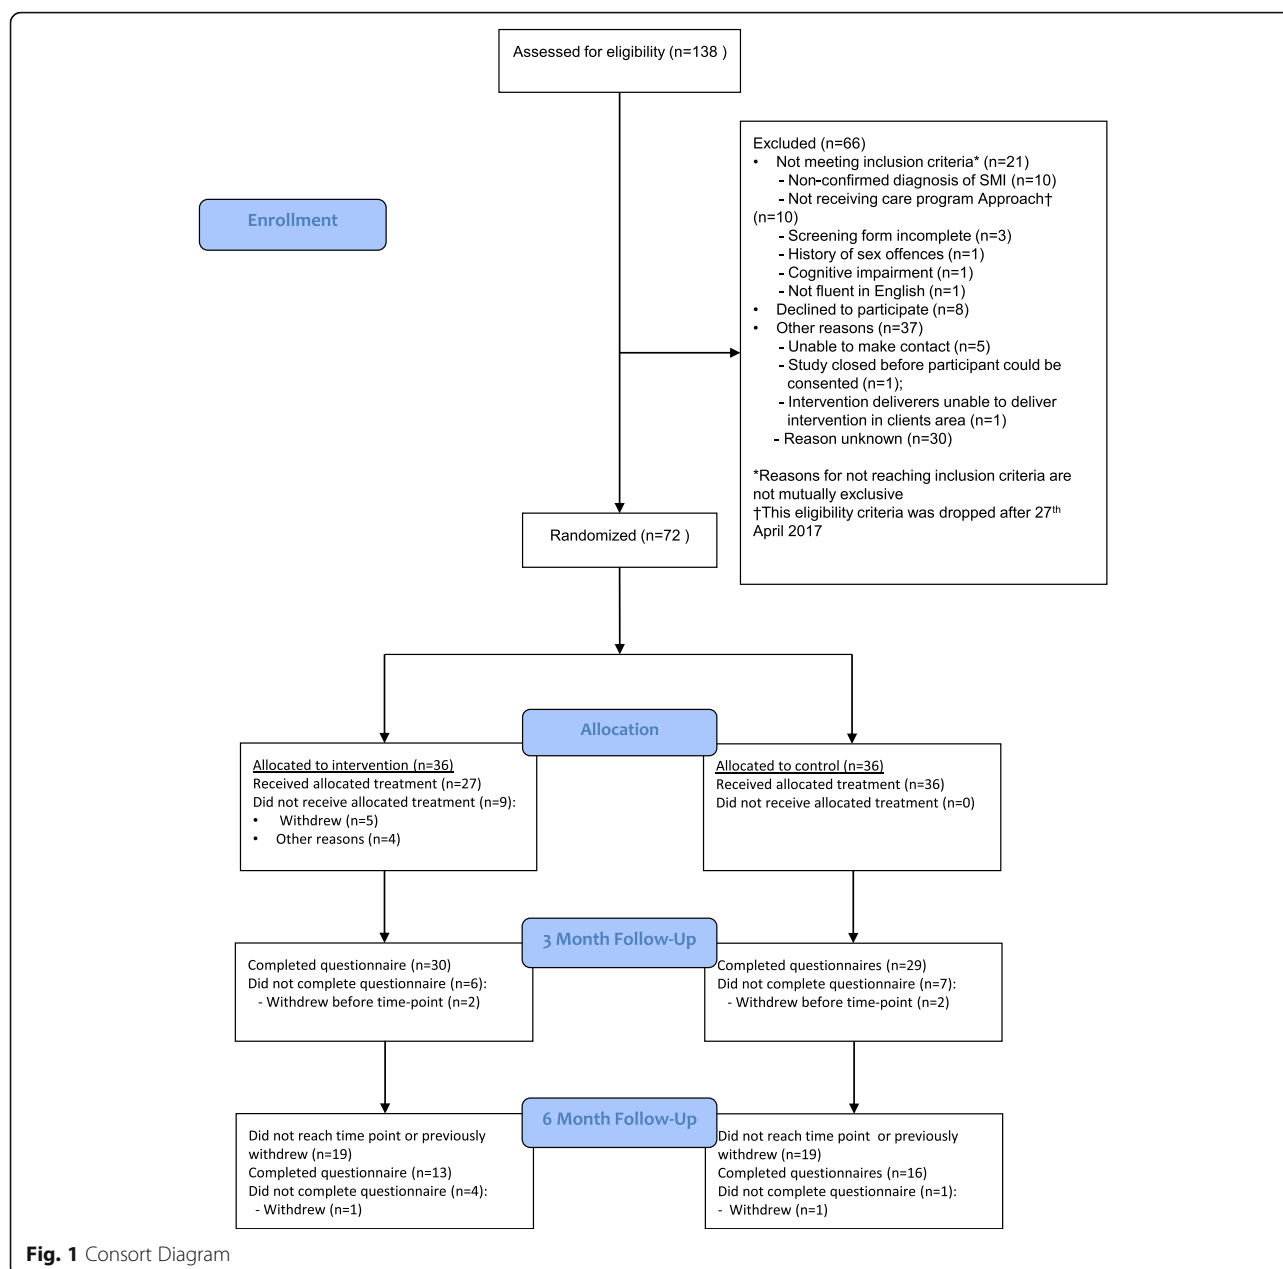 Assessed for eligibility (n=138 )
Excluded (n=66)
• Not meeting inclusion criteria* (n=21)
- Non-confirmed diagnosis of SMI (n=10)
- Not receiving care program Approach†
(n=10)
- Screening form incomplete (n=3)
- History of sex offences (n=1)
- Cognitive impairment (n=1)
- Not fluent in English (n=1)
• Declined to participate (n=8)
• Other reasons (n=37)
- Unable to make contact (n=5)
- Study closed before participant could be
consented (n=1);
- Intervention deliverers unable to deliver
intervention in clients area (n=1)
- Reason unknown (n=30)
*Reasons for not reaching inclusion criteria are
not mutually exclusive
†This eligibility criteria was dropped after 27th
April 2017
Enrollment
Randomized (n=72 )
Allocation
Allocated to intervention (n=36)
Received allocated treatment (n=27)
Did not receive allocated treatment (n=9):
• Withdrew (n=5)
• Other reasons (n=4)
Allocated to control (n=36)
Received allocated treatment (n=36)
Did not receive allocated treatment (n=0)
3 Month Follow-Up
Completed questionnaire (n=30)
Did not complete questionnaire (n=6):
- Withdrew before time-point (n=2)
Completed questionnaires (n=29)
Did not complete questionnaire (n=7):
- Withdrew before time-point (n=2)
6 Month Follow-Up
Did not reach time point or previously
withdrew (n=19)
Completed questionnaire (n=13)
Did not complete questionnaire (n=4):
- Withdrew (n=1)
Did not reach time point or previously
withdrew (n=19)
Completed questionnaires (n=16)
Did not complete questionnaire (n=1):
- Withdrew (n=1)
Fig. 1 Consort Diagram